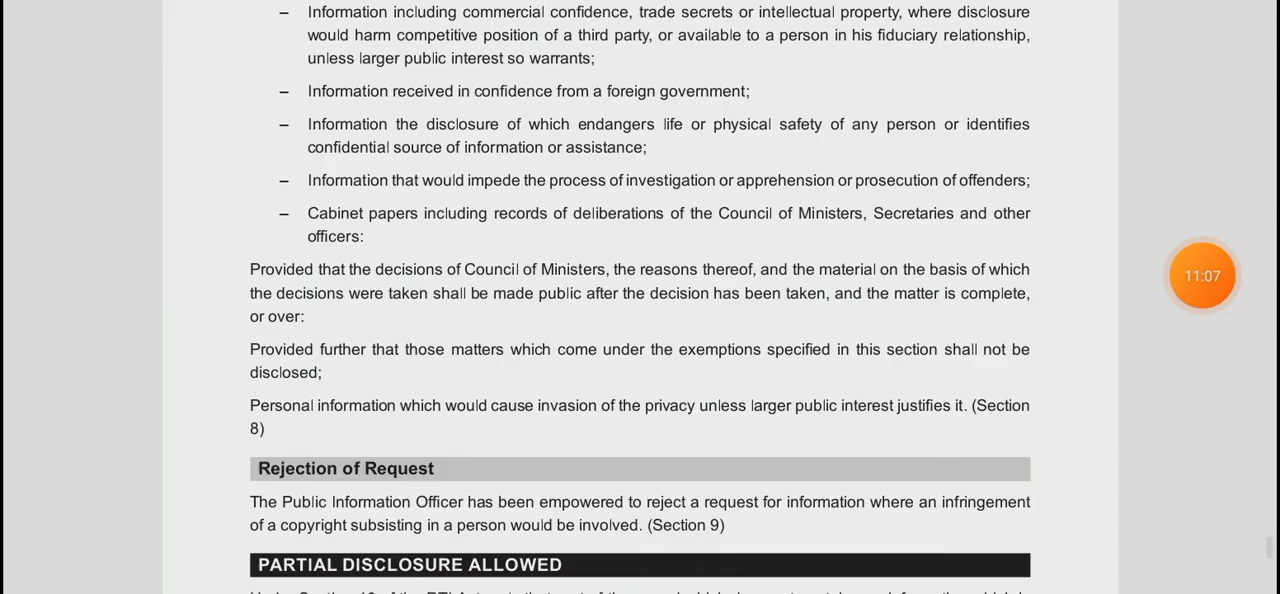 – Information including commercial confidence, trade secrets or intellectual property, where disclosure
would harm competitive position of a third party, or available to a person in his fiduciary relationship,
unless larger public interest so warrants;
– Information received in confidence from a foreign government;
– Information the disclosure of which endangers life or physical safety of any person or identifies
confidential source of information or assistance;
– Information that would impede the process of investigation or apprehension or prosecution of offenders;
– Cabinet papers including records of deliberations of the Council of Ministers, Secretaries and other
officers:
Provided that the decisions of Council of Ministers, the reasons thereof, and the material on the basis of which
the decisions were taken shall be made public after the decision has been taken, and the matter is complete,
or over:
Provided further that those matters which come under the exemptions specified in this section shall not be
disclosed;
Personal information which would cause invasion of the privacy unless larger public interest justifies it. (Section
8)
Rejection of Request
The Public Information Officer has been empowered to reject a request for information where an infringement
of a copyright subsisting in a person would be involved. (Section 9)
PARTIAL DISCLOSURE ALLOWED
11:07